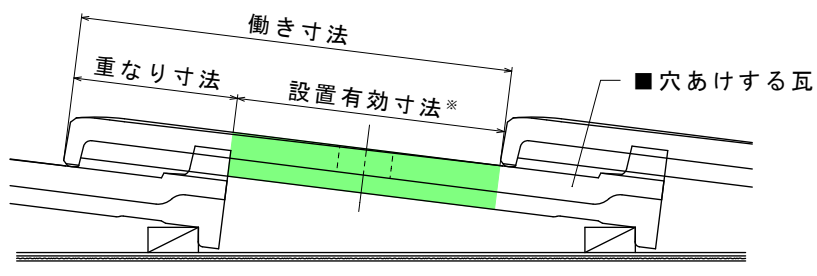 働き寸法
重なり寸法
設置有効寸法※
■穴あけする瓦